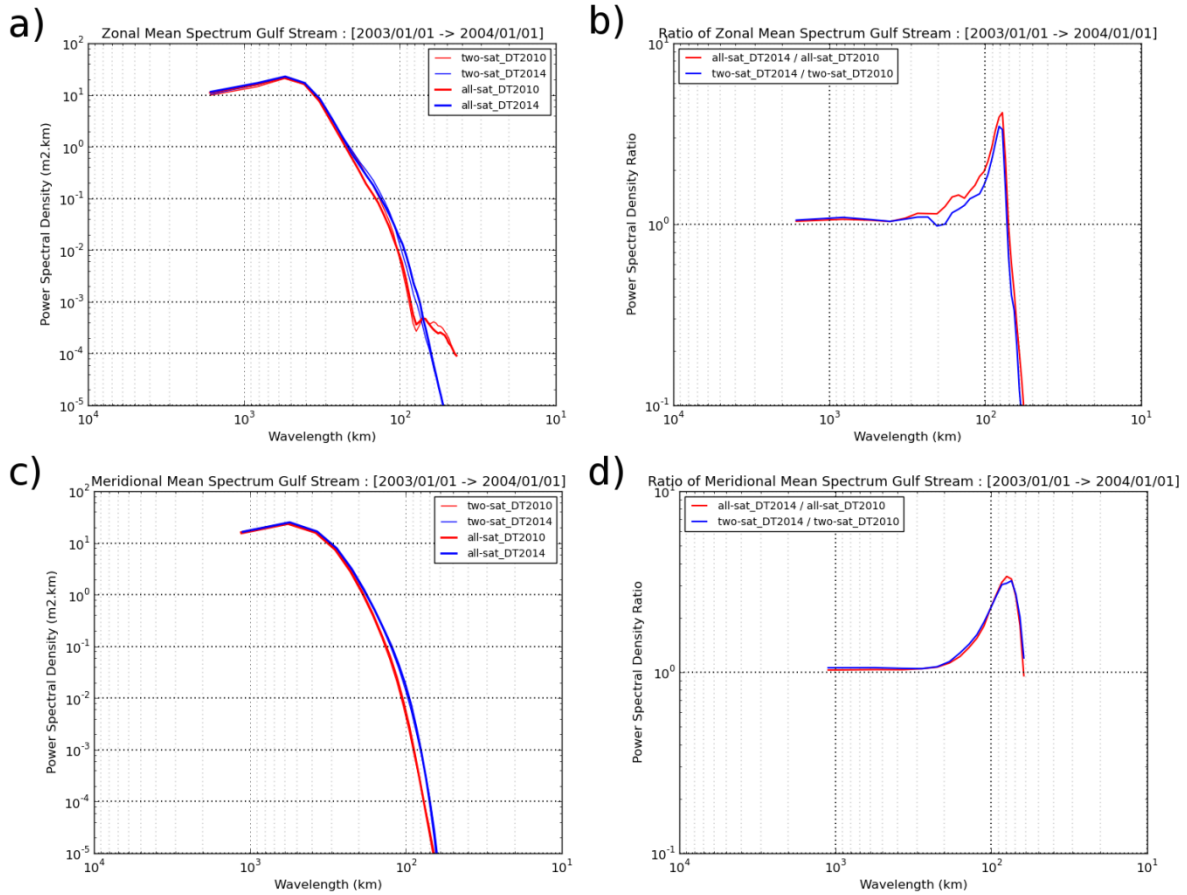 a)
Zonal Mean Spectrum Gulf Stream : [2003/01/01 -> 2004/01/01]
Power Spectral Density (m2.km)
10^2
10^1
10^0
10^-1
10^-2
10^-3
10^-4
10^-5
two-sat_DT2010
two-sat_DT2014
all-sat_DT2010
all-sat_DT2014
10^4 10^3 10^2 10^1
Wavelength (km)
b)
Ratio of Zonal Mean Spectrum Gulf Stream : [2003/01/01 -> 2004/01/01]
Power Spectral Density Ratio
10^1
10^0
10^-1
all-sat_DT2014 / all-sat_DT2010
two-sat_DT2014 / two-sat_DT2010
10^4 10^3 10^2 10^1
Wavelength (km)
c)
Meridional Mean Spectrum Gulf Stream : [2003/01/01 -> 2004/01/01]
Power Spectral Density (m2.km)
10^2
10^1
10^0
10^-1
10^-2
10^-3
10^-4
10^-5
two-sat_DT2010
two-sat_DT2014
all-sat_DT2010
all-sat_DT2014
10^4 10^3 10^2 10^1
Wavelength (km)
d)
Ratio of Meridional Mean Spectrum Gulf Stream : [2003/01/01 -> 2004/01/01]
Power Spectral Density Ratio
10^1
10^0
10^-1
all-sat_DT2014 / all-sat_DT2010
two-sat_DT2014 / two-sat_DT2010
10^4 10^3 10^2 10^1
Wavelength (km)